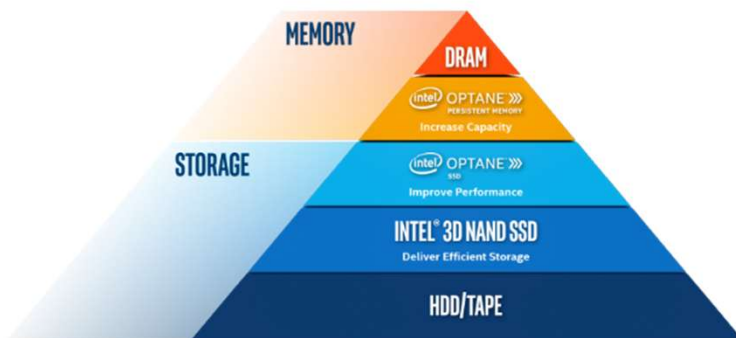 MEMORY
DRAM
intel OPTANE
PERSISTENT MEMORY
Increase Capacity
STORAGE
intel OPTANE
SSD
Improve Performance
INTEL® 3D NAND SSD
Deliver Efficient Storage
HDD/TAPE